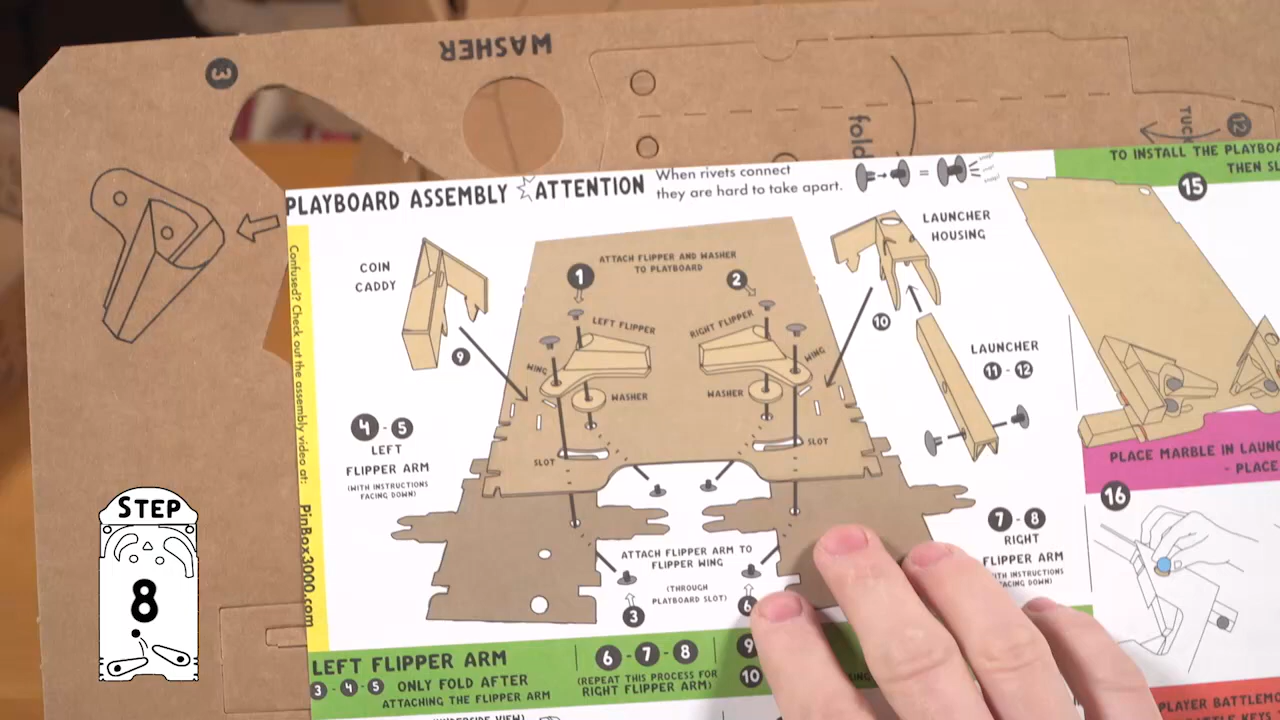 WASHER
3
fold
TUCK
12
PLAYBOARD ASSEMBLY ATTENTION
When rivets connect
they are hard to take apart.
=
TO INSTALL THE
THEN
15
Confused? Check out the assembly video at: PinBox3000.com
COIN
CADDY
9
ATTACH FLIPPER AND WASHER
TO PLAYBOARD
1
2
LEFT FLIPPER
RIGHT FLIPPER
WING
WING
WASHER
WASHER
SLOT
SLOT
LAUNCHER
HOUSING
10
LAUNCHER
11 - 12
4 - 5
LEFT
FLIPPER ARM
(WITH INSTRUCTIONS
FACING DOWN)
7 - 8
RIGHT
FLIPPER ARM
INSTRUCTIONS
FACING DOWN)
ATTACH FLIPPER ARM TO
FLIPPER WING
(THROUGH
PLAYBOARD SLOT)
3
6
PLACE MARBLE IN
- PLACE
16
LEFT FLIPPER ARM
3 - 4 - 5 ONLY FOLD AFTER
ATTACHING THE FLIPPER ARM
6 - 7 - 8
(REPEAT THIS PROCESS FOR
RIGHT FLIPPER ARM)
9
10
PLAYER
KEYS
STEP
8